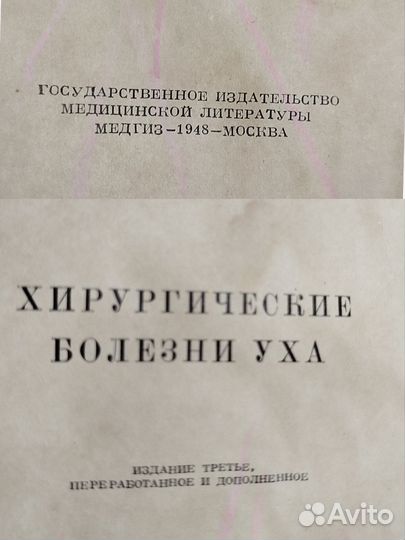 ГОСУДАРСТВЕННОЕ ИЗДАТЕЛЬСТВО
МЕДИЦИНСКОЙ ЛИТЕРАТУРЫ
МЕДГИЗ—1948—МОСКВА
ХИРУРГИЧЕСКИЕ
БОЛЕЗНИ УХА
ИЗДАНИЕ ТРЕТЬЕ,
ПЕРЕРАБОТАННОЕ И ДОПОЛНЕННОЕ
Avito